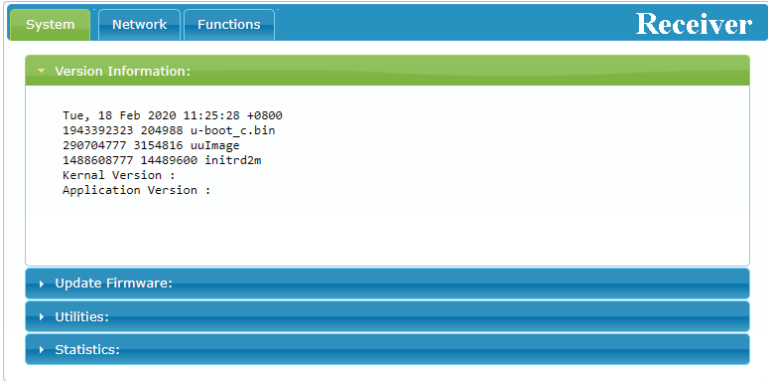 System
Network
Functions
Receiver
Version Information:
Tue, 18 Feb 2020 11:25:28 +0800
1943392323 204988 u-boot_c.bin
290704777 3154816 uuImage
1488608777 14489600 initrd2m
Kernal Version :
Application Version :
Update Firmware:
Utilities:
Statistics: